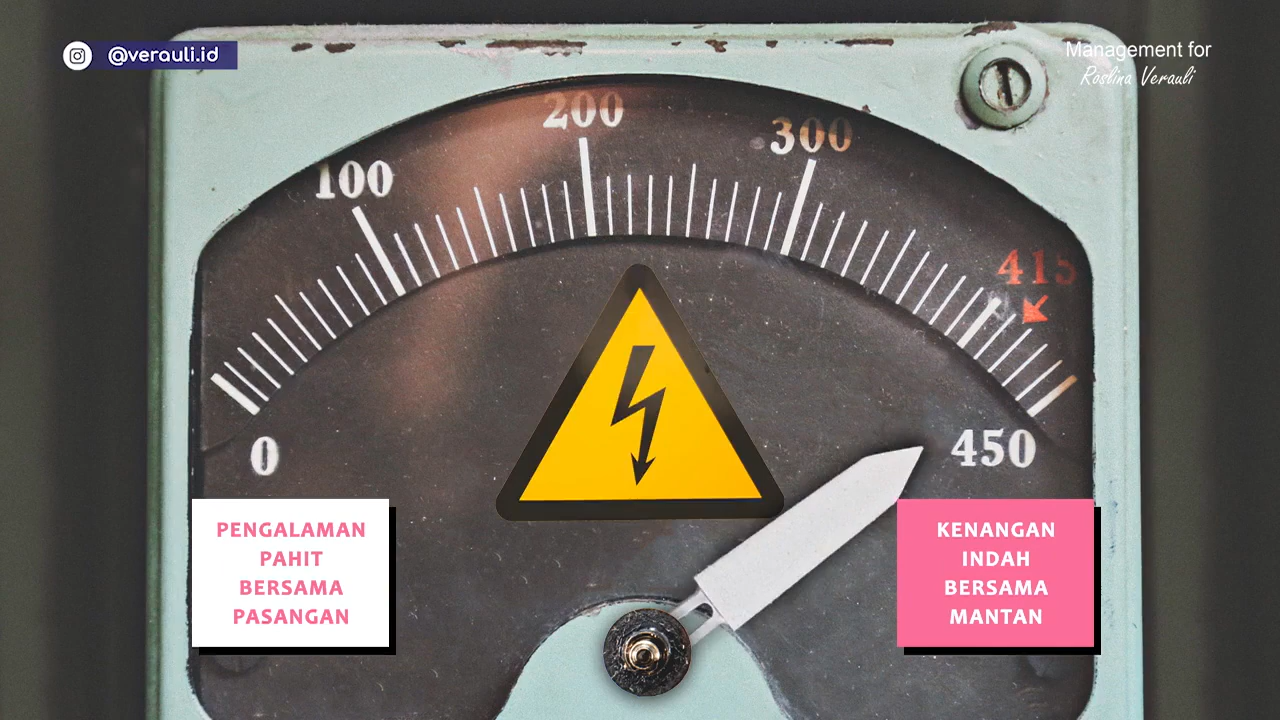 @verauli.id
Management for
Roslina Verauli
200
300
100
415
0
450
PENGALAMAN
PAHIT
BERSAMA
PASANGAN
KENANGAN
INDAH
BERSAMA
MANTAN